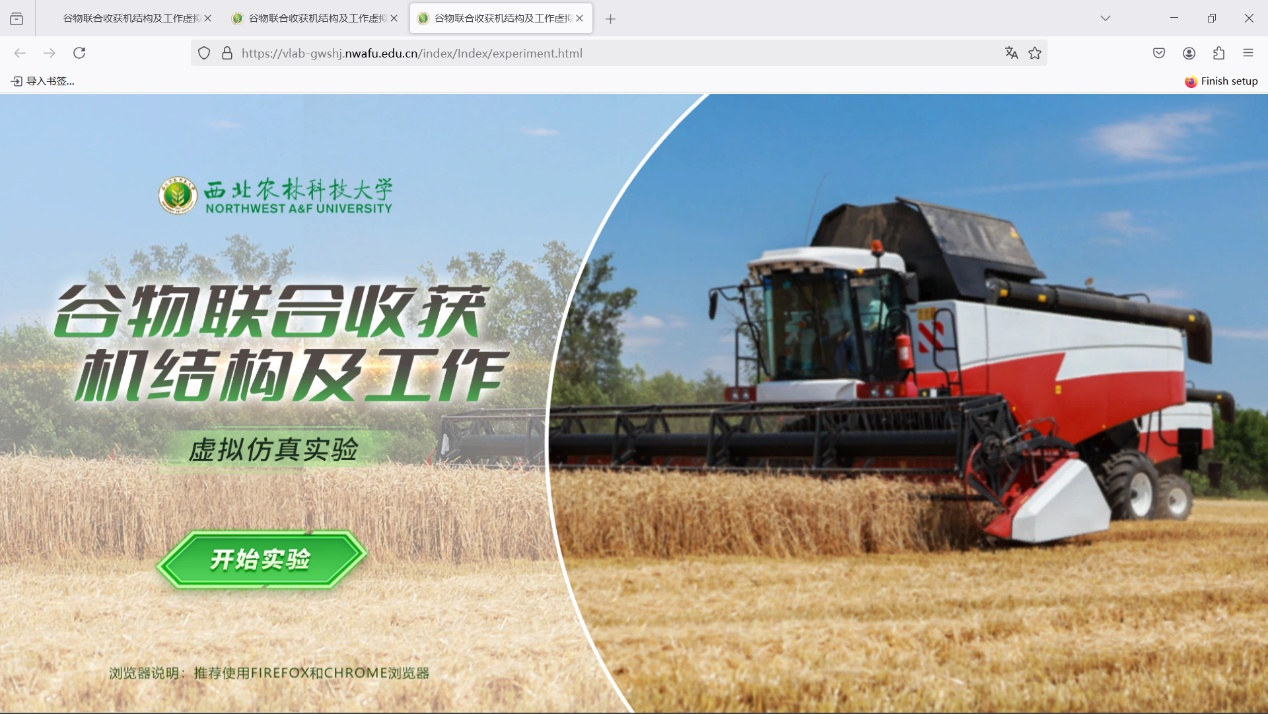 谷物联合收获机结构及工作虚拟
谷物联合收获机结构及工作虚拟
谷物联合收获机结构及工作虚拟
https://vlab-gwshj.nwafu.edu.cn/index/Index/experiment.html
导入书签...
Finish setup
西北农林科技大学
NORTHWEST A&F UNIVERSITY
谷物联合收获
机结构及工作
虚拟仿真实验
开始实验
浏览器说明：推荐使用FIREFOX和CHROME浏览器